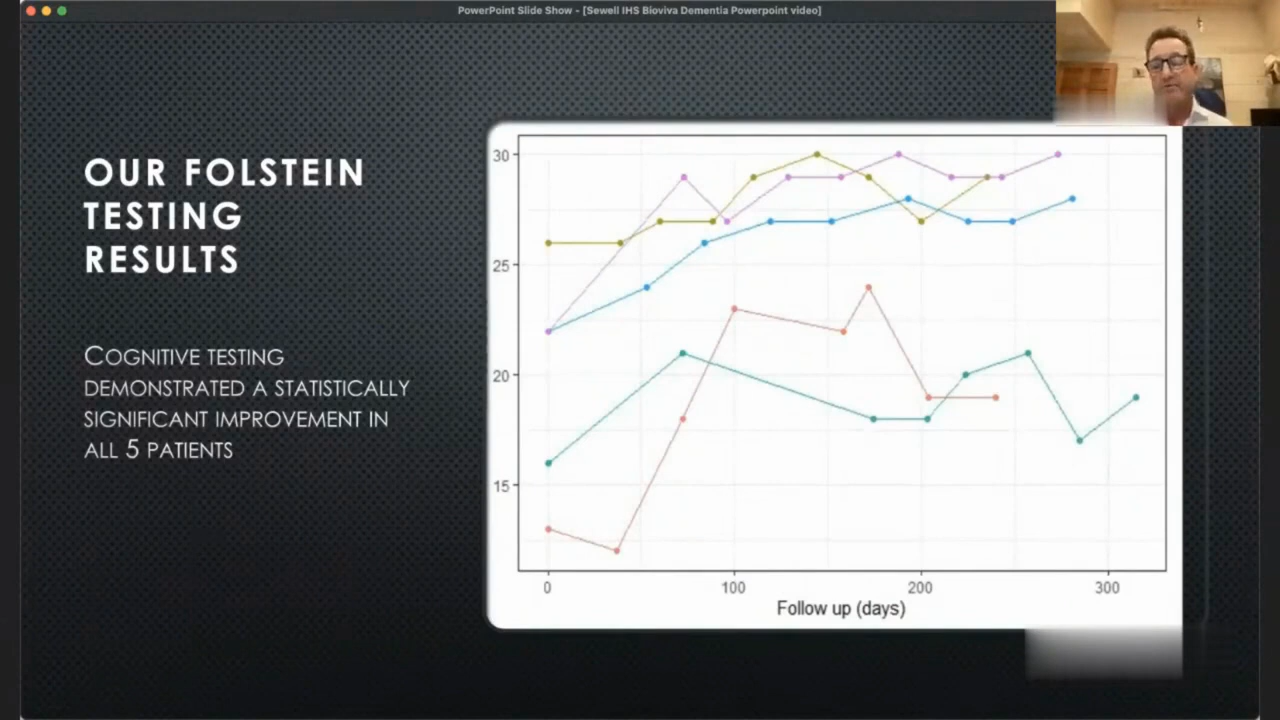 PowerPoint Slide Show - [Sewell IHS Bioviva Dementia Powerpoint video]
OUR FOLSTEIN
TESTING
RESULTS
COGNITIVE TESTING
DEMONSTRATED A STATISTICALLY
SIGNIFICANT IMPROVEMENT IN
ALL 5 PATIENTS
30
25
20
15
0 100 200 300
Follow up (days)